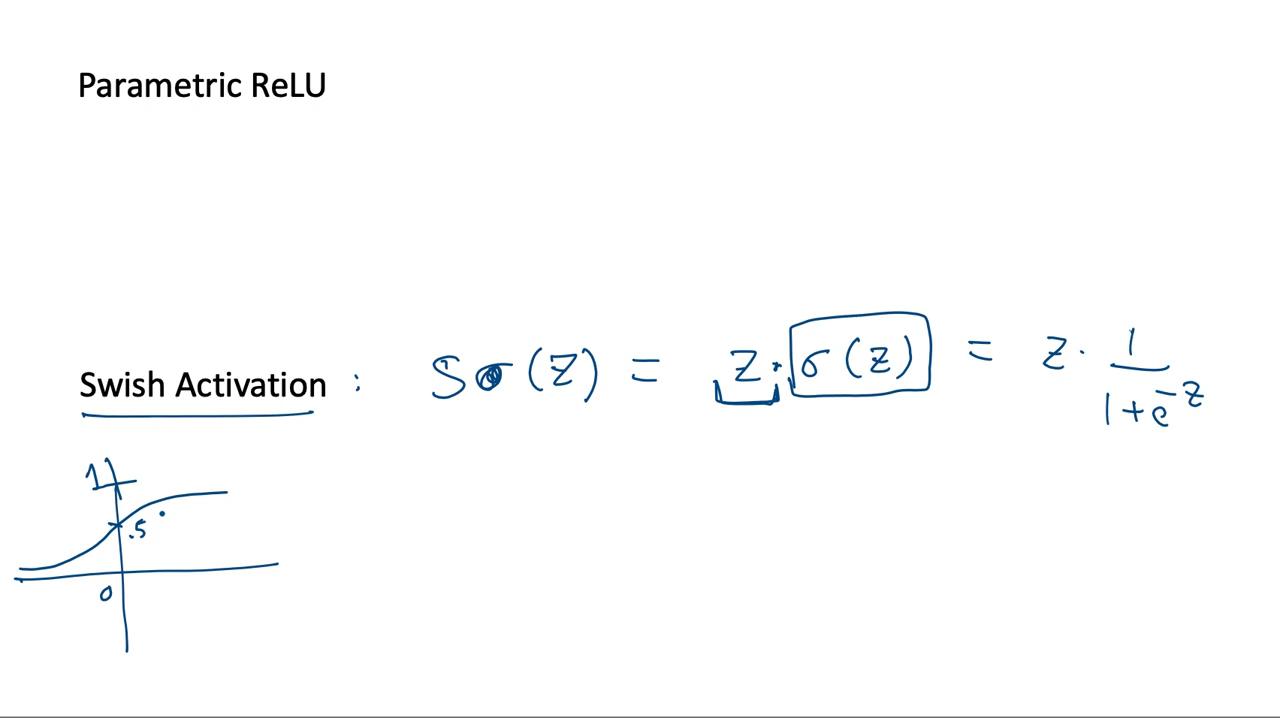 Parametric ReLU
Swish Activation : Sσ(z) = z · σ(z) = z · 1/(1+e^-z)
1
.5
0